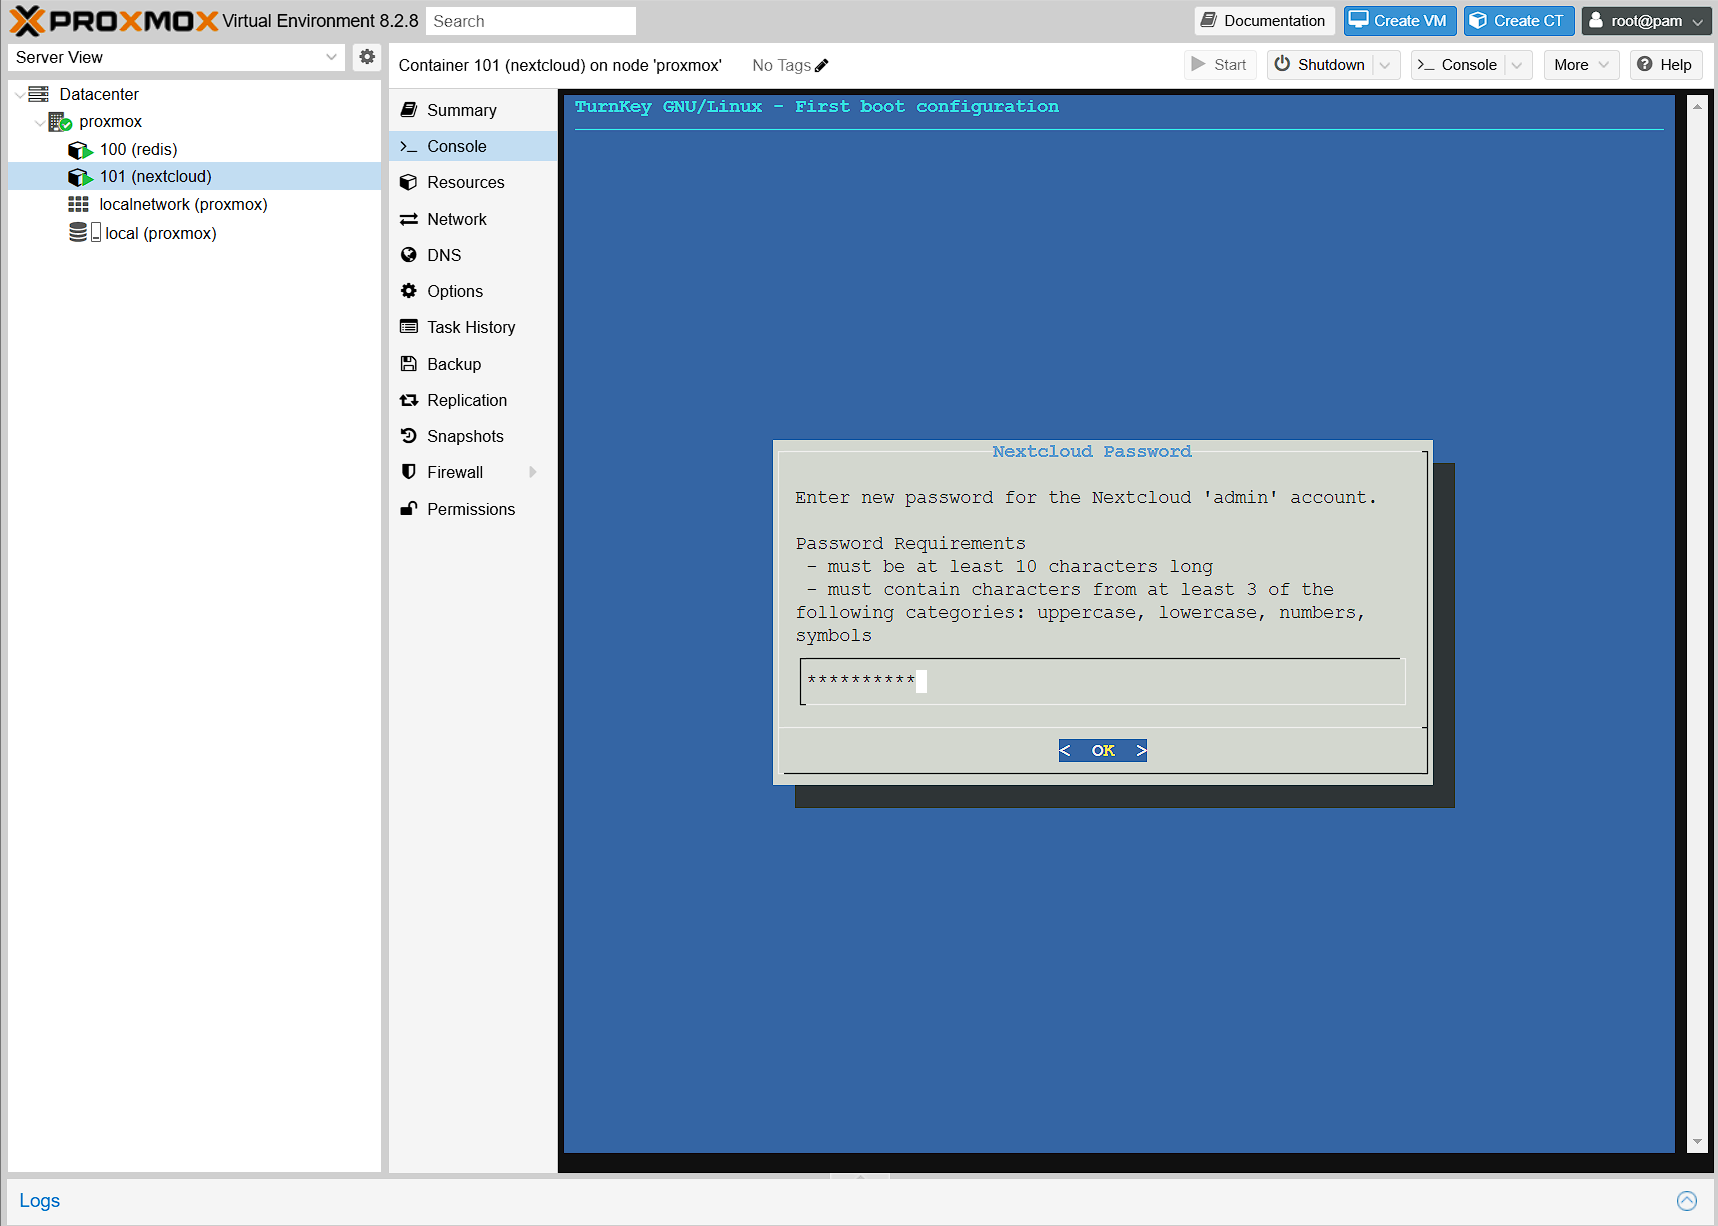 PROXMOX Virtual Environment 8.2.8 Search Documentation Create VM Create CT root@pam
Server View
Container 101 (nextcloud) on node 'proxmox' No Tags Start Shutdown >_ Console More Help
Datacenter
proxmox
100 (redis)
101 (nextcloud)
localnetwork (proxmox)
local (proxmox)
Summary
>_ Console
Resources
Network
DNS
Options
Task History
Backup
Replication
Snapshots
Firewall
Permissions
TurnKey GNU/Linux - First boot configuration
Nextcloud Password
Enter new password for the Nextcloud 'admin' account.
Password Requirements
- must be at least 10 characters long
- must contain characters from at least 3 of the
following categories: uppercase, lowercase, numbers,
symbols
**********
< OK >
Logs